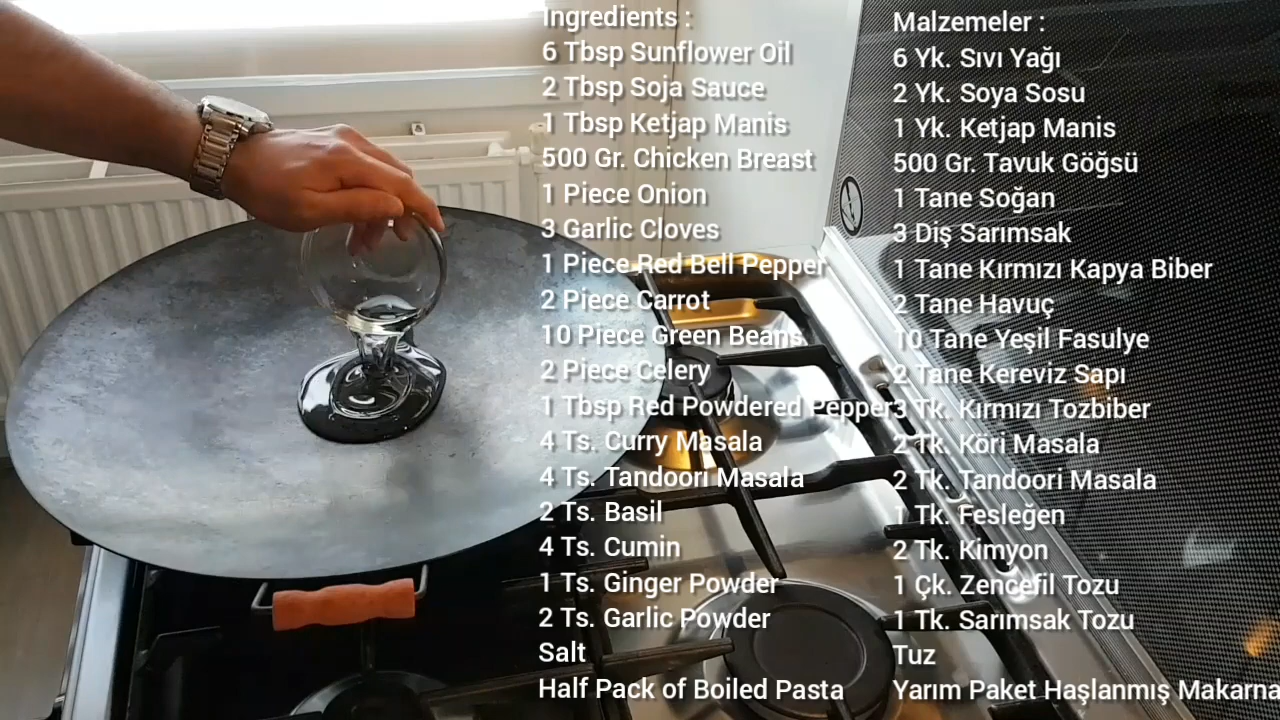 Ingredients :
6 Tbsp Sunflower Oil
2 Tbsp Soja Sauce
1 Tbsp Ketjap Manis
500 Gr. Chicken Breast
1 Piece Onion
3 Garlic Cloves
1 Piece Red Bell Pepper
2 Piece Carrot
10 Piece Green Beans
2 Piece Celery
1 Tbsp Red Powdered Pepper
4 Ts. Curry Masala
4 Ts. Tandoori Masala
2 Ts. Basil
4 Ts. Cumin
1 Ts. Ginger Powder
2 Ts. Garlic Powder
Salt
Half Pack of Boiled Pasta
Malzemeler :
6 Yk. Sıvı Yağı
2 Yk. Soya Sosu
1 Yk. Ketjap Manis
500 Gr. Tavuk Göğsü
1 Tane Soğan
3 Diş Sarımsak
1 Tane Kırmızı Kapya Biber
2 Tane Havuç
10 Tane Yeşil Fasulye
2 Tane Kereviz Sapı
3 Tk. Kırmızı Tozbiber
2 Tk. Köri Masala
2 Tk. Tandoori Masala
1 Tk. Fesleğen
2 Tk. Kimyon
1 Çk. Zencefil Tozu
1 Tk. Sarımsak Tozu
Tuz
Yarım Paket Haşlanmış Makarna